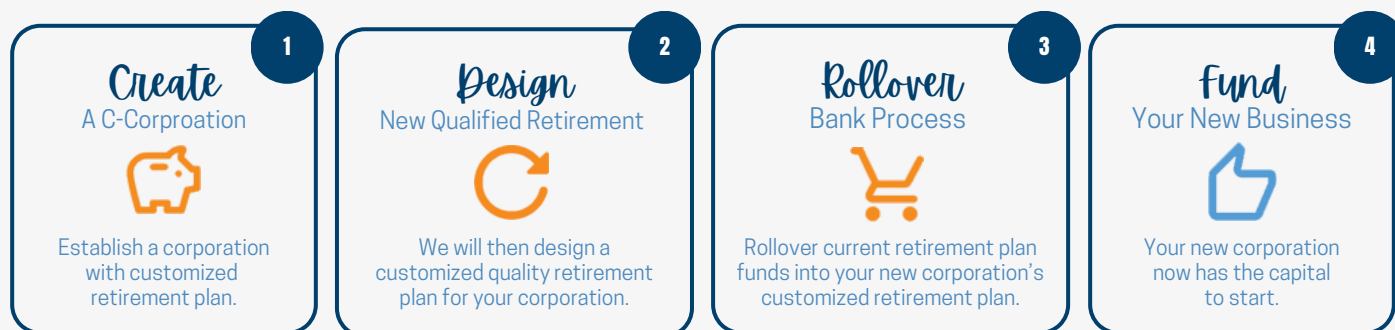 1
Create
A C-Corproation
Establish a corporation
with customized
retirement plan.
2
Design
New Qualified Retirement
We will then design a
customized quality retirement
plan for your corporation.
3
Rollover
Bank Process
Rollover current retirement plan
funds into your new corporation's
customized retirement plan.
4
Fund
Your New Business
Your new corporation
now has the capital
to start.